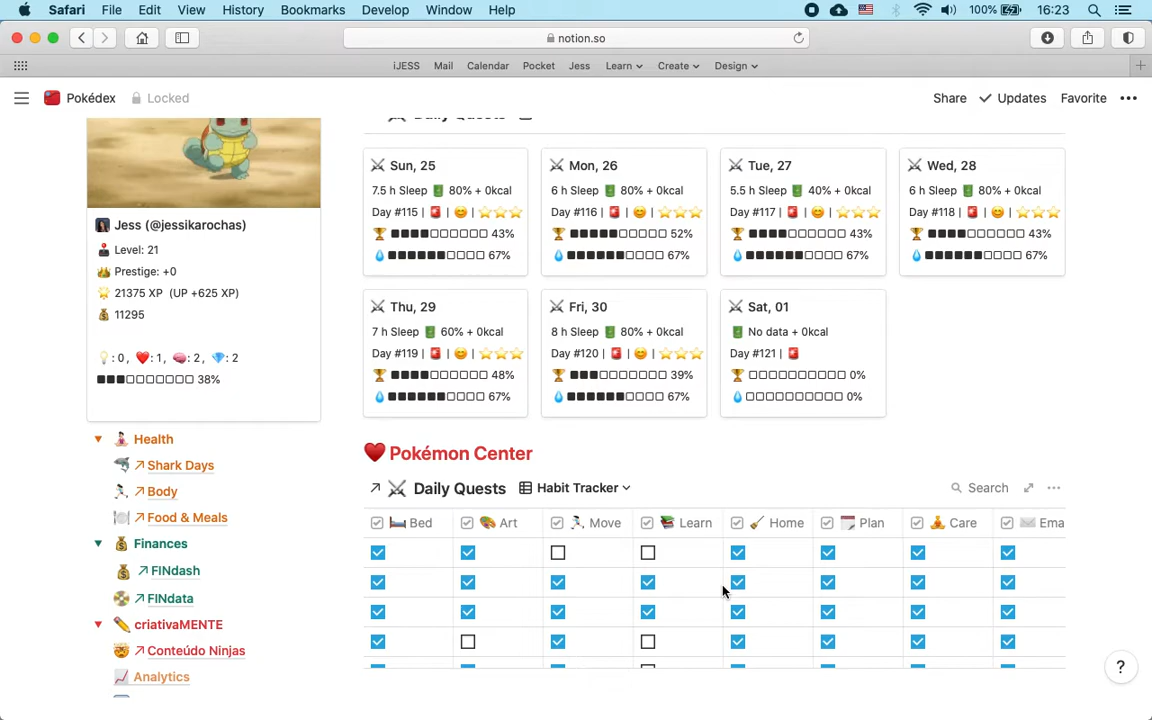 Safari File Edit View History Bookmarks Develop Window Help 100% 16:23
notion.so
iJESS Mail Calendar Pocket Jess Learn Create Design
Pokédex Locked Share Updates Favorite
Daily Quests
Jess (@jessikarochas)
Level: 21
Prestige: +0
21375 XP (UP +625 XP)
11295
: 0, : 1, : 2, : 2
38%
Health
Shark Days
Body
Food & Meals
Finances
FINdash
FINdata
criativaMENTE
Conteúdo Ninjas
Analytics
Sun, 25
7.5 h Sleep 80% + 0kcal
Day #115 | | |
43%
67%
Mon, 26
6 h Sleep 80% + 0kcal
Day #116 | | |
52%
67%
Tue, 27
5.5 h Sleep 40% + 0kcal
Day #117 | | |
43%
67%
Wed, 28
6 h Sleep 80% + 0kcal
Day #118 | | |
43%
67%
Thu, 29
7 h Sleep 60% + 0kcal
Day #119 | | |
48%
67%
Fri, 30
8 h Sleep 80% + 0kcal
Day #120 | | |
39%
67%
Sat, 01
No data + 0kcal
Day #121 |
0%
0%
Pokémon Center
Daily Quests Habit Tracker Search
Bed Art Move Learn Home Plan Care Ema
?